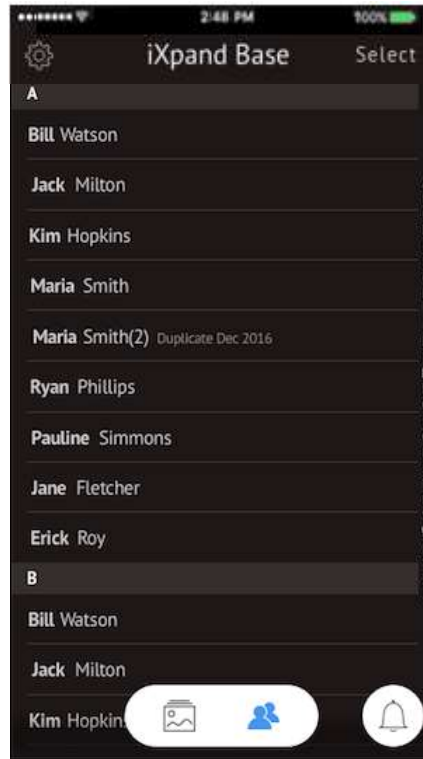 2:48 PM 100%
iXpand Base Select
A
Bill Watson
Jack Milton
Kim Hopkins
Maria Smith
Maria Smith(2) Duplicate Dec 2016
Ryan Phillips
Pauline Simmons
Jane Fletcher
Erick Roy
B
Bill Watson
Jack Milton
Kim Hopkin